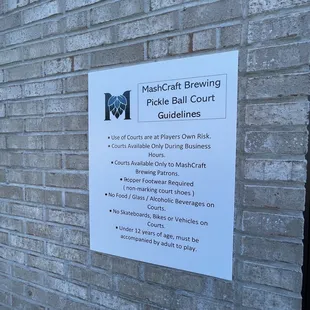 MashCraft Brewing
Pickle Ball Court
Guidelines
• Use of Courts are at Players Own Risk.
• Courts Available Only During Business
Hours.
• Courts Available Only to MashCraft
Brewing Patrons.
• Propper Footwear Required
( non-marking court shoes )
• No Food / Glass / Alcoholic Beverages on
Courts.
• No Skateboards, Bikes or Vehicles on
Courts.
• Under 12 years of age, must be
accompanied by adult to play.